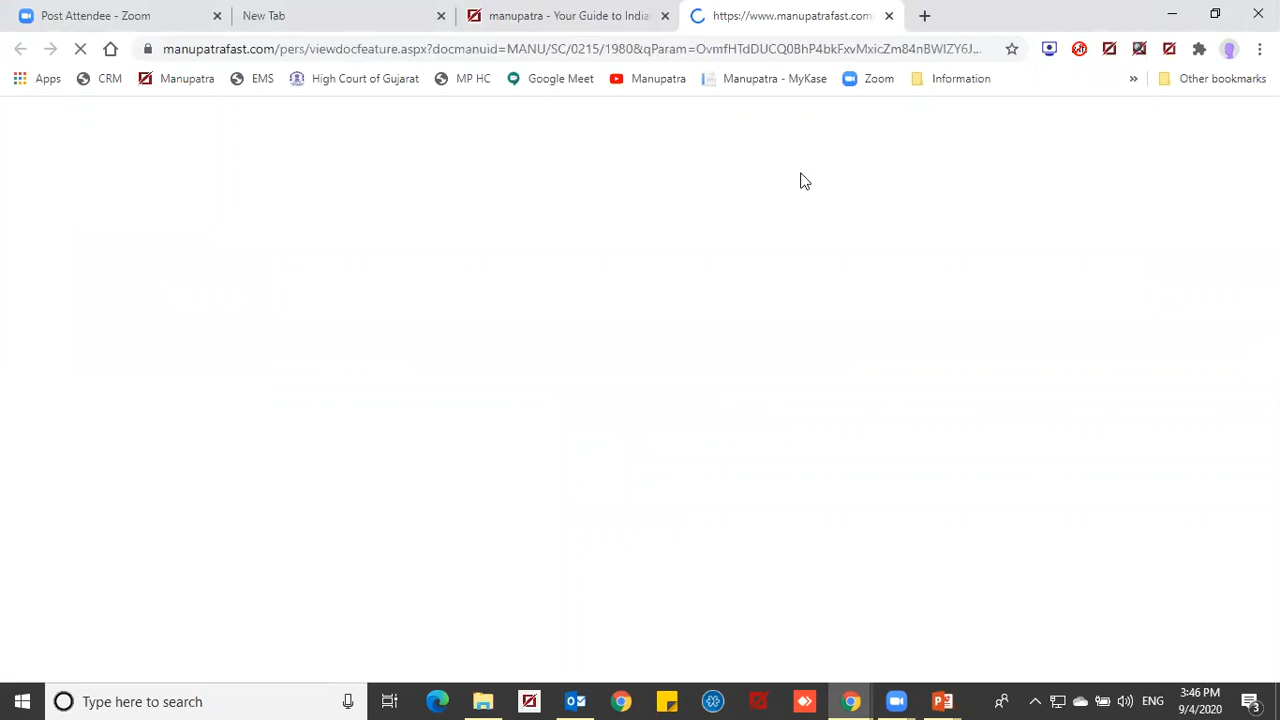 Post Attendee - Zoom
New Tab
manupatra - Your Guide to India
https://www.manupatrafast.com
manupatrafast.com/pers/viewdocfeature.aspx?docmanuid=MANU/SC/0215/1980&qParam=OvmfHTdDUCQ0BhP4bkFxvMxicZm84nBWIZY6J...
Apps
CRM
Manupatra
EMS
High Court of Gujarat
MP HC
Google Meet
Manupatra
Manupatra - MyKase
Zoom
Information
»
Other bookmarks
Type here to search
ENG
3:46 PM
9/4/2020
3